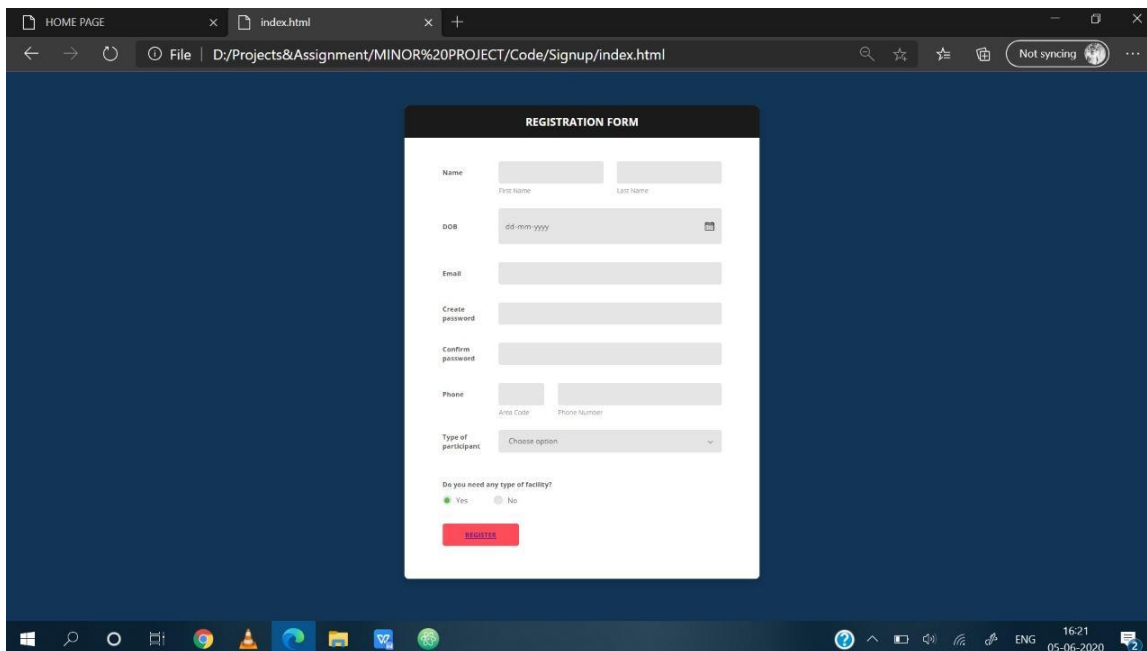 HOME PAGE
index.html
File
D:/Projects&Assignment/MINOR%20PROJECT/Code/Signup/index.html
Not syncing
REGISTRATION FORM
Name
First Name
Last Name
DOB
dd-mm-yyyy
Email
Create
password
Confirm
password
Phone
Area Code
Phone Number
Type of
participant
Choose option
Do you need any type of facility?
Yes
No
REGISTER
ENG
16:21
05-06-2020
2